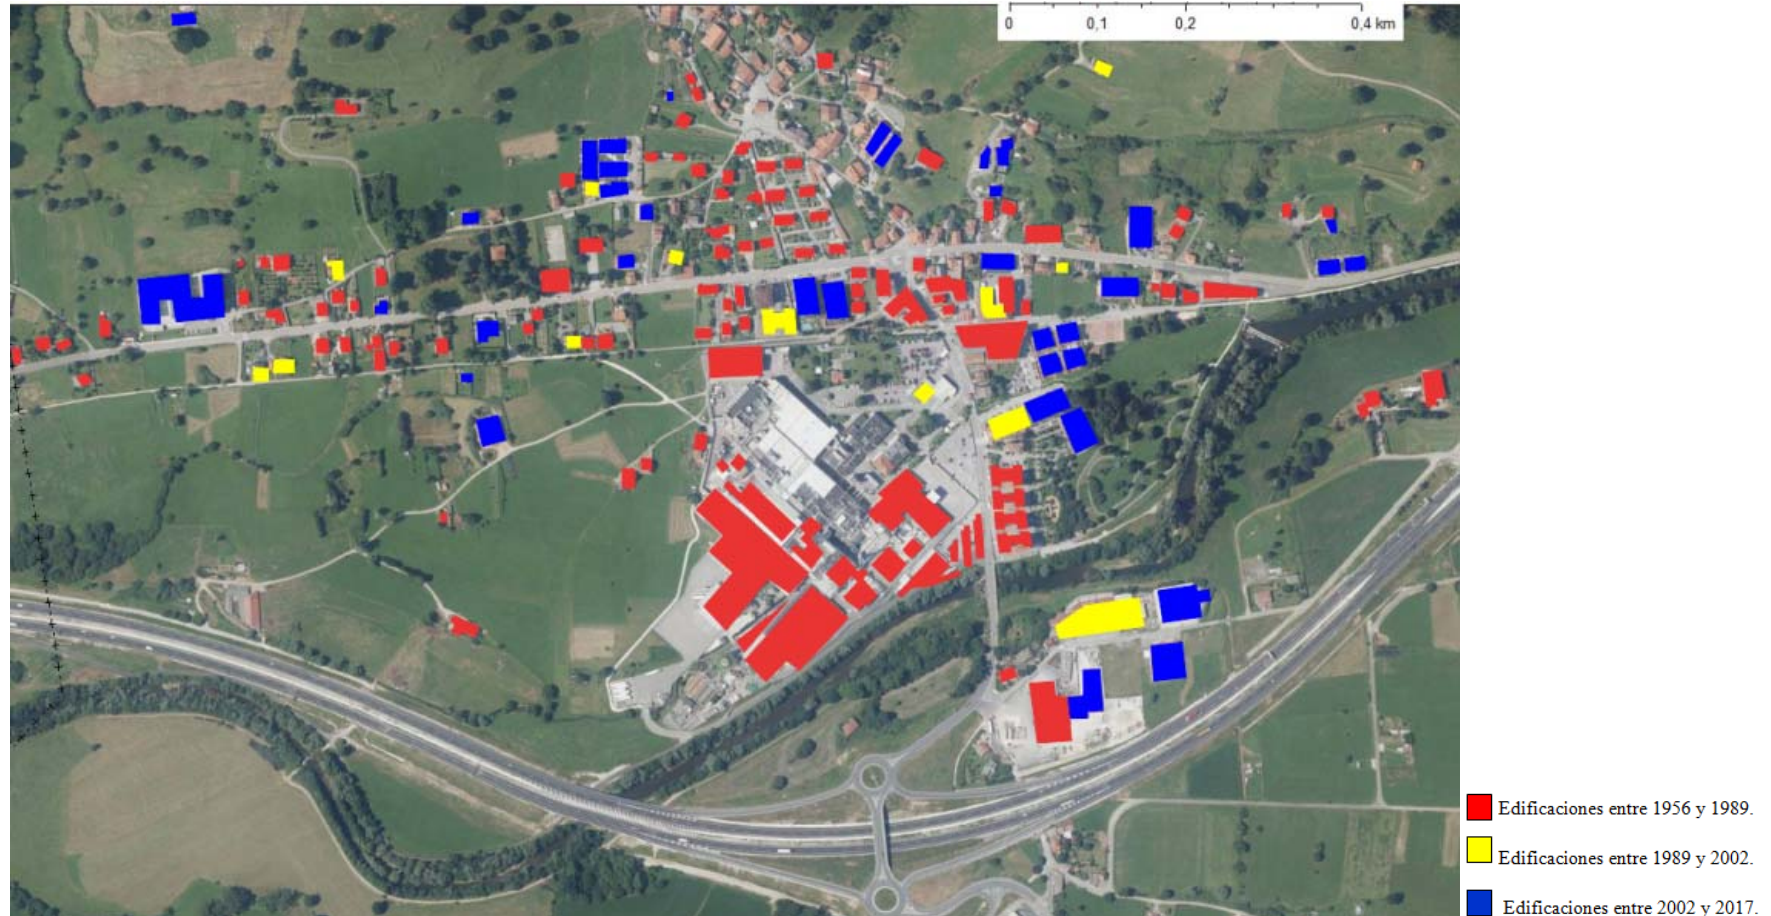 0 0,1 0,2 0,4 km
Edificaciones entre 1956 y 1989.
Edificaciones entre 1989 y 2002.
Edificaciones entre 2002 y 2017.